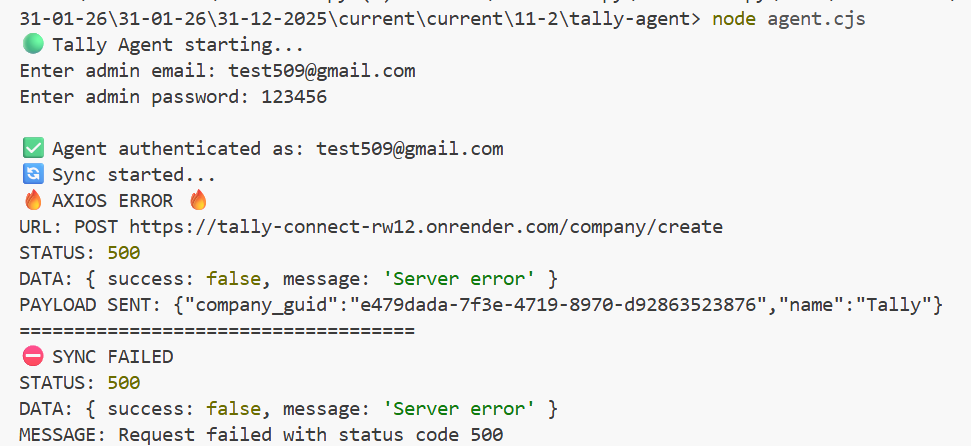 31-01-26\31-01-26\31-12-2025\current\current\11-2\tally-agent> node agent.cjs
🟢 Tally Agent starting...
Enter admin email: test509@gmail.com
Enter admin password: 123456
✅ Agent authenticated as: test509@gmail.com
🔄 Sync started...
🔥 AXIOS ERROR 🔥
URL: POST https://tally-connect-rw12.onrender.com/company/create
STATUS: 500
DATA: { success: false, message: 'Server error' }
PAYLOAD SENT: {"company_guid":"e479dada-7f3e-4719-8970-d92863523876","name":"Tally"}
====================================
⛔ SYNC FAILED
STATUS: 500
DATA: { success: false, message: 'Server error' }
MESSAGE: Request failed with status code 500